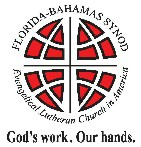 FLORIDA-BAHAMAS SYNOD
Evangelical Lutheran Church in America
God's work. Our hands.